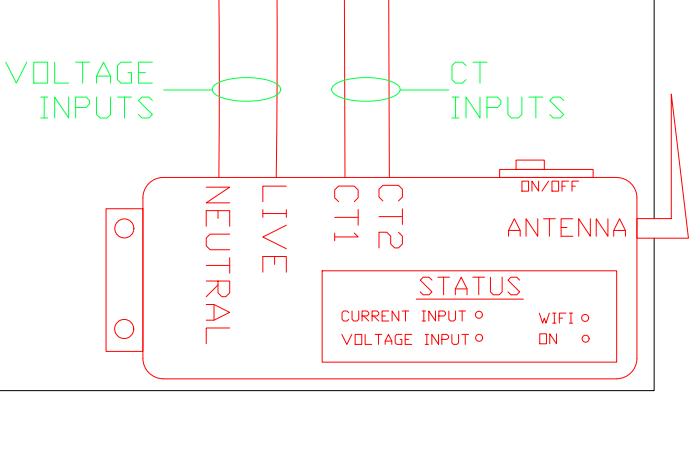 VOLTAGE
INPUTS
CT
INPUTS
NEUTRAL
LIVE
CT1
CT2
ON/OFF
ANTENNA
STATUS
CURRENT INPUT
WIFI
VOLTAGE INPUT
ON